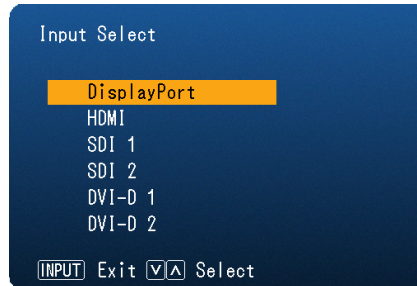 Input Select
DisplayPort
HDMI
SDI 1
SDI 2
DVI-D 1
DVI-D 2
INPUT Exit ∨ ∧ Select